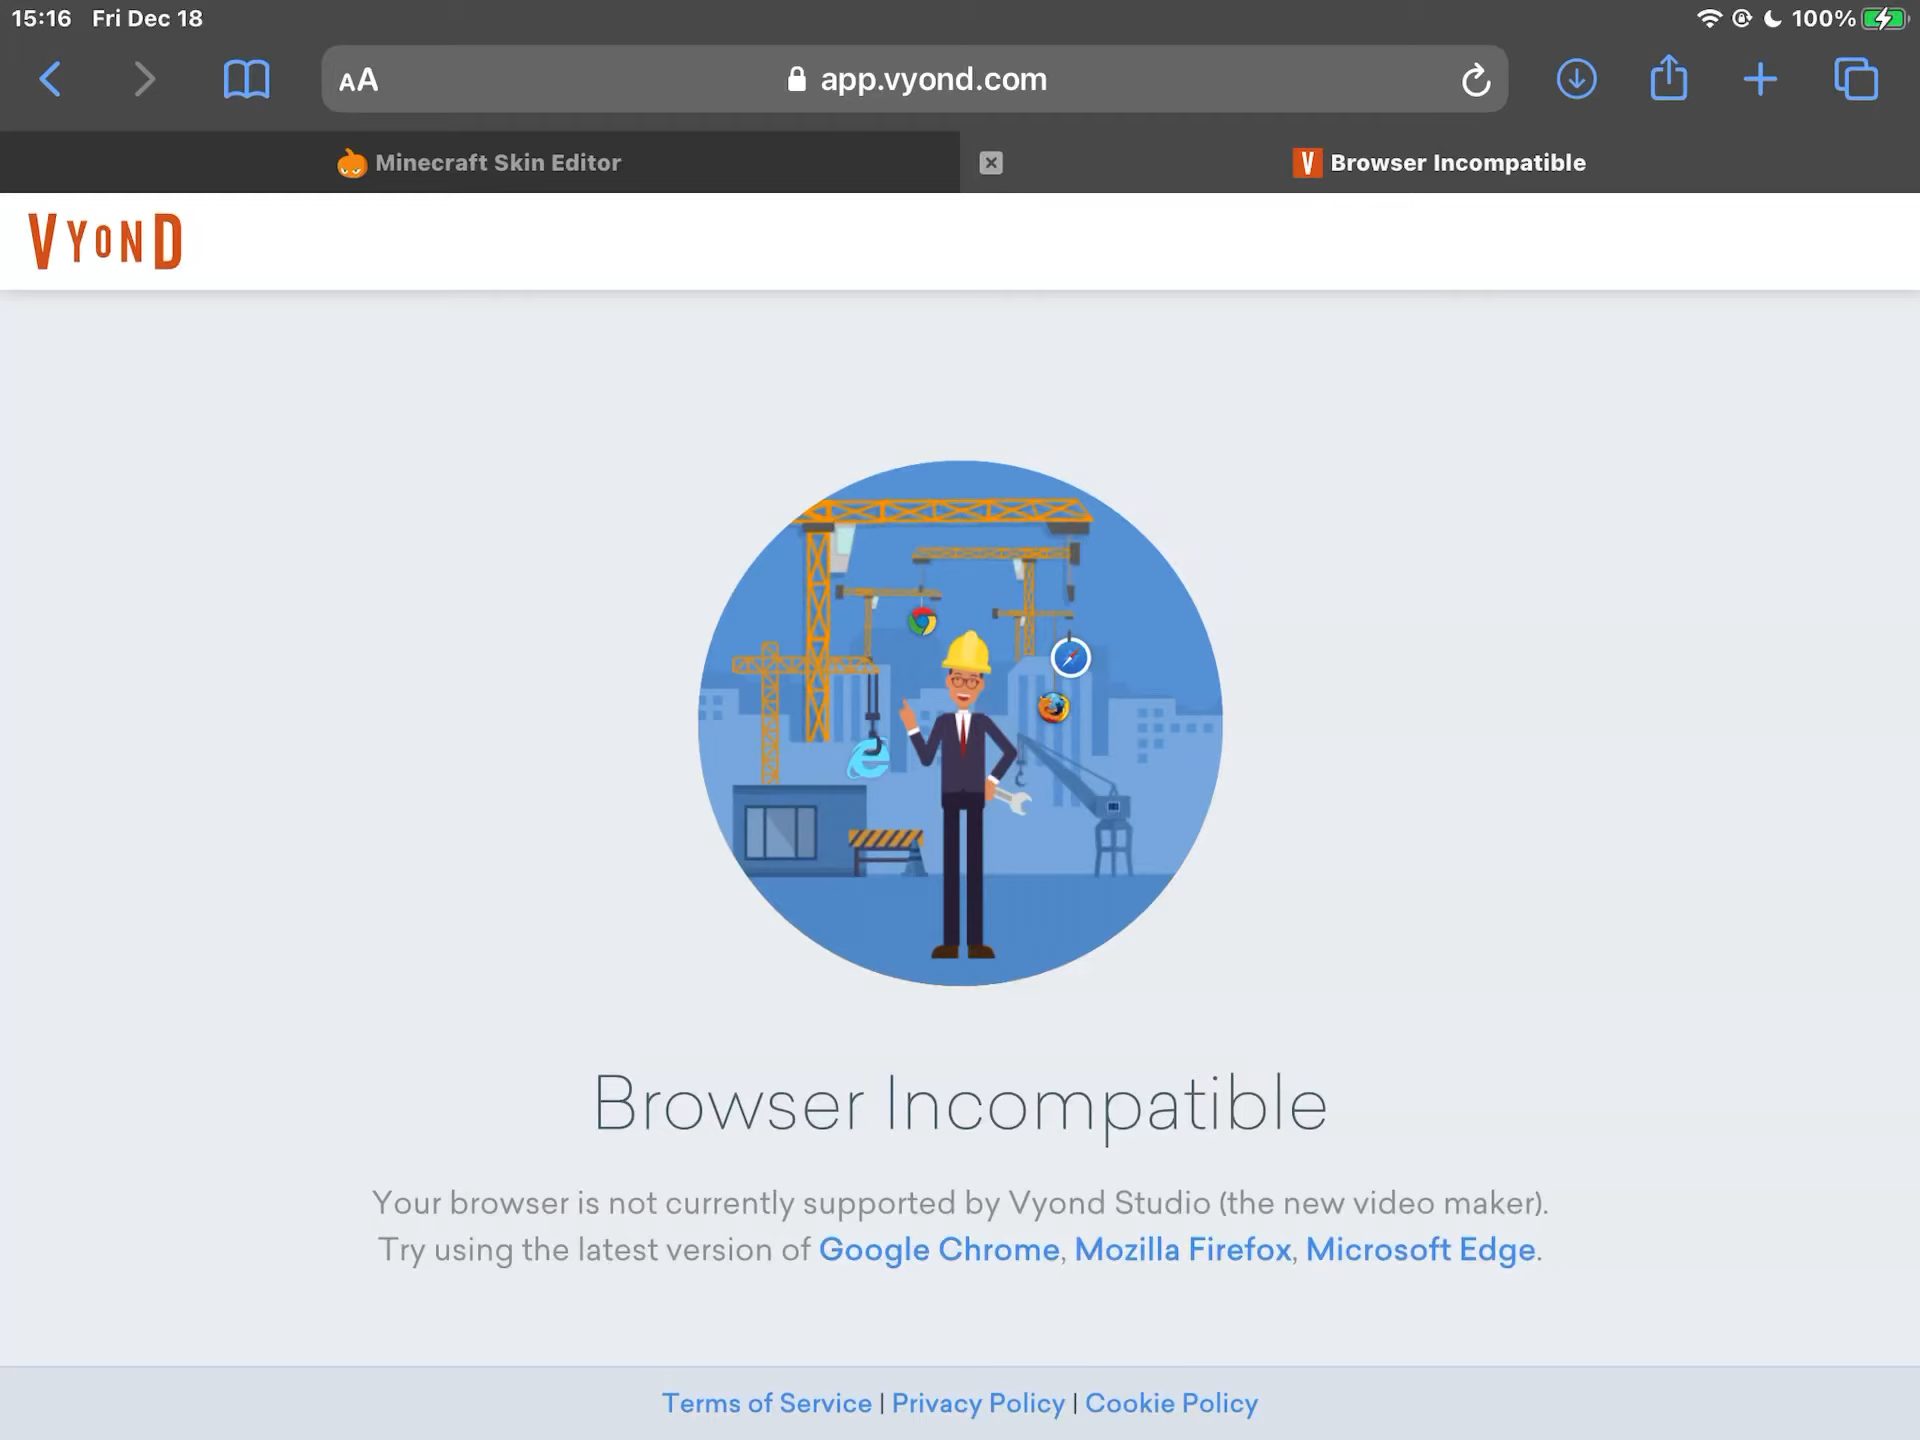 15:16 Fri Dec 18 100%
AA app.vyond.com
Minecraft Skin Editor V Browser Incompatible
VYOND
Browser Incompatible
Your browser is not currently supported by Vyond Studio (the new video maker).
Try using the latest version of Google Chrome, Mozilla Firefox, Microsoft Edge.
Terms of Service | Privacy Policy | Cookie Policy